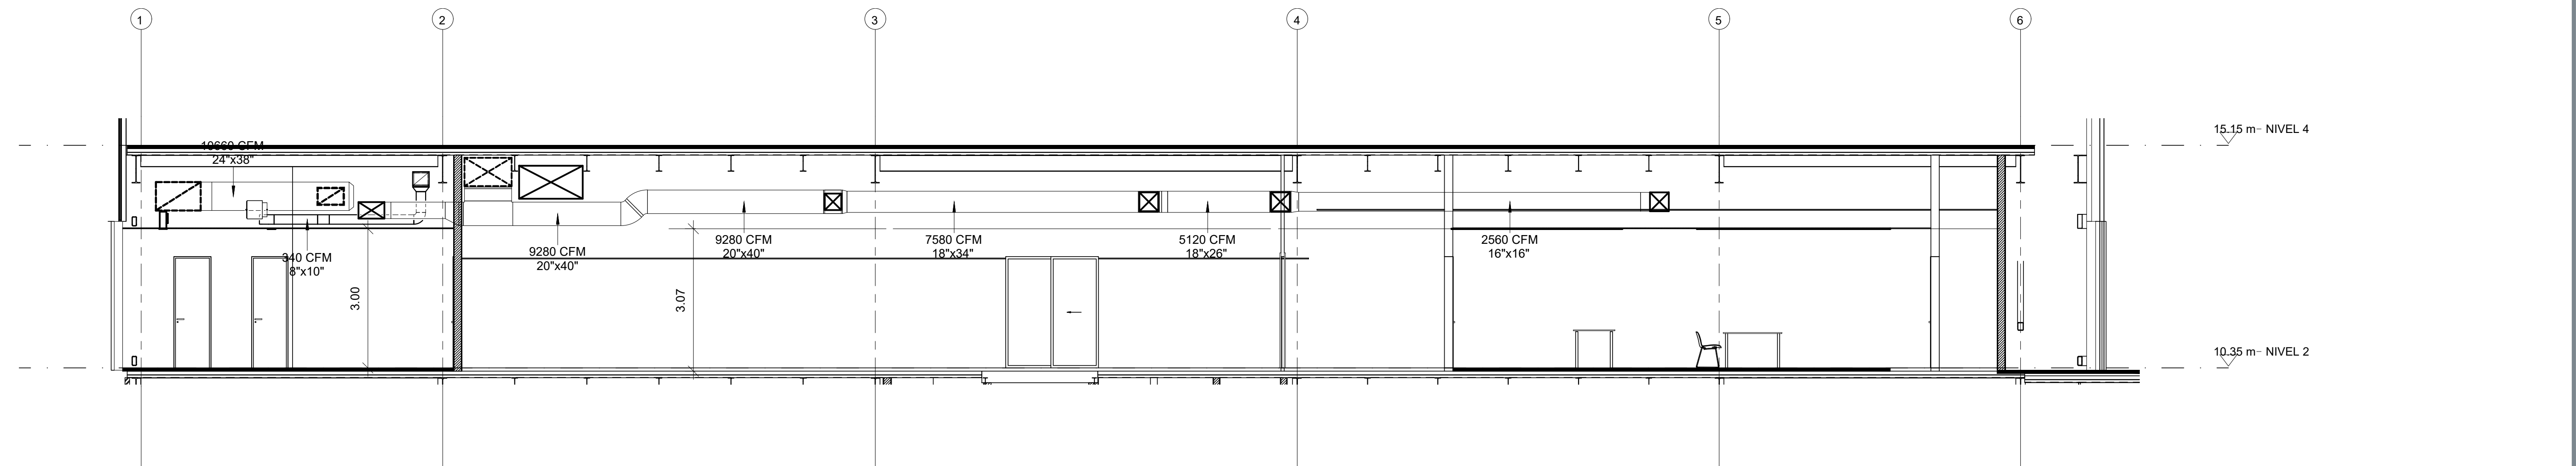 1
2
3
4
5
6
15.15 m- NIVEL 4
10660 CFM
24"x38"
9280 CFM
20"x40"
9280 CFM
20"x40"
7580 CFM
18"x34"
5120 CFM
18"x26"
2560 CFM
16"x16"
340 CFM
8"x10"
3.00
3.07
10.35 m- NIVEL 2